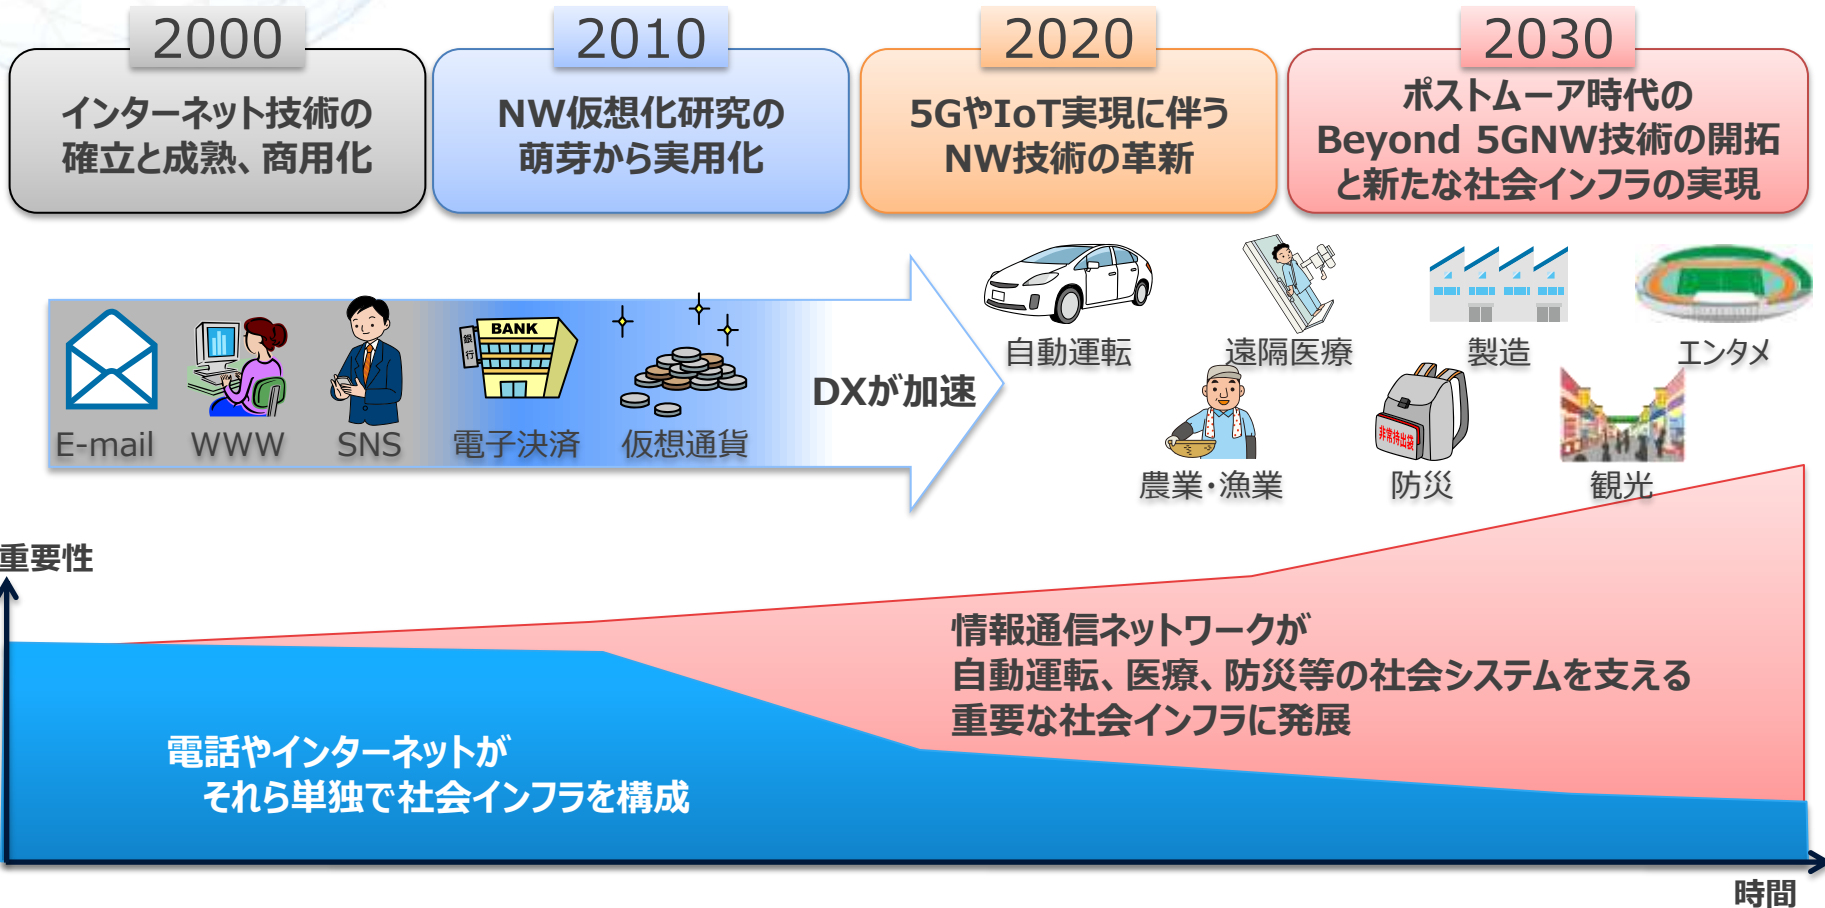 2000
インターネット技術の
確立と成熟、商用化
2010
NW仮想化研究の
萌芽から実用化
2020
5GやIoT実現に伴う
NW技術の革新
2030
ポストムーア時代の
Beyond 5GNW技術の開拓
と新たな社会インフラの実現
E-mail
WWW
SNS
銀行
BANK
電子決済
仮想通貨
DXが加速
自動運転
遠隔医療
製造
エンタメ
農業・漁業
非常持出袋
防災
観光
重要性
情報通信ネットワークが
自動運転、医療、防災等の社会システムを支える
重要な社会インフラに発展
電話やインターネットが
それら単独で社会インフラを構成
時間